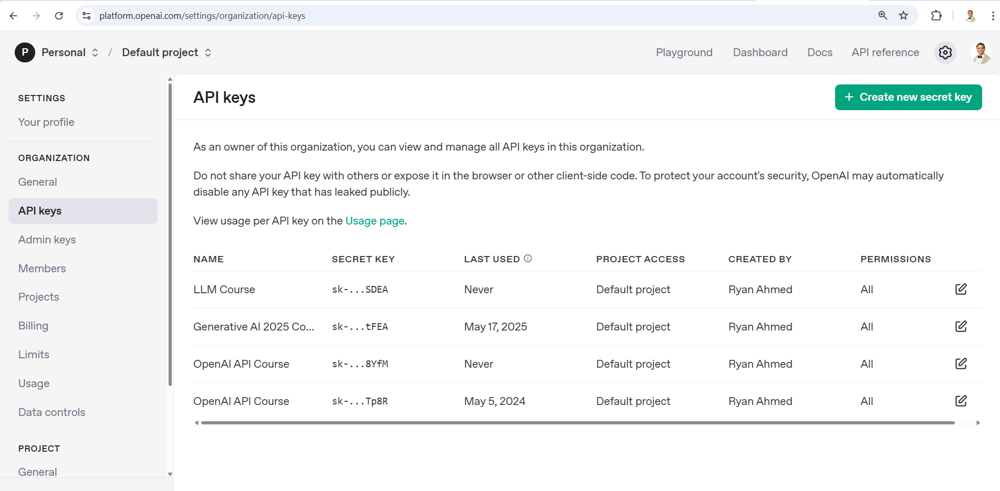 platform.openai.com/settings/organization/api-keys
P Personal / Default project
Playground Dashboard Docs API reference
SETTINGS
Your profile
ORGANIZATION
General
API keys
Admin keys
Members
Projects
Billing
Limits
Usage
Data controls
PROJECT
General
API keys
+ Create new secret key
As an owner of this organization, you can view and manage all API keys in this organization.
Do not share your API key with others or expose it in the browser or other client-side code. To protect your account's security, OpenAI may automatically
disable any API key that has leaked publicly.
View usage per API key on the Usage page.
NAME SECRET KEY LAST USED PROJECT ACCESS CREATED BY PERMISSIONS
LLM Course sk-...SDEA Never Default project Ryan Ahmed All
Generative AI 2025 Co... sk-...tFEA May 17, 2025 Default project Ryan Ahmed All
OpenAI API Course sk-...8YfM Never Default project Ryan Ahmed All
OpenAI API Course sk-...Tp8R May 5, 2024 Default project Ryan Ahmed All